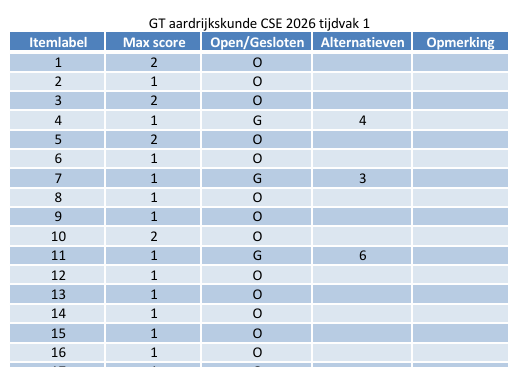 GT aardrijkskunde CSE 2026 tijdvak 1
Itemlabel Max score Open/Gesloten Alternatieven Opmerking
1 2 O
2 1 O
3 2 O
4 1 G 4
5 2 O
6 1 O
7 1 G 3
8 1 O
9 1 O
10 2 O
11 1 G 6
12 1 O
13 1 O
14 1 O
15 1 O
16 1 O